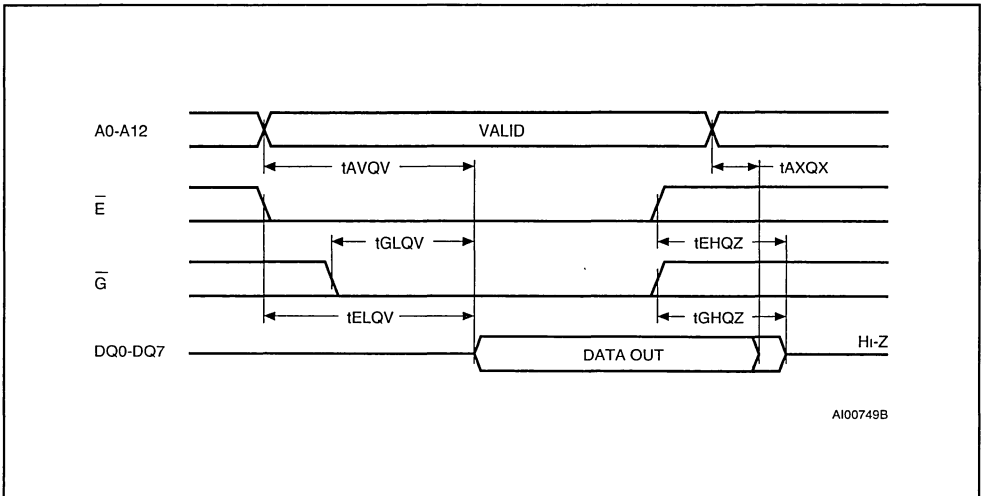 A0-A12 VALID
tAVQV tAXQX
E
tGLQV tEHQZ
G
tELQV tGHQZ
DQ0-DQ7 DATA OUT Hi-Z
AI00749B